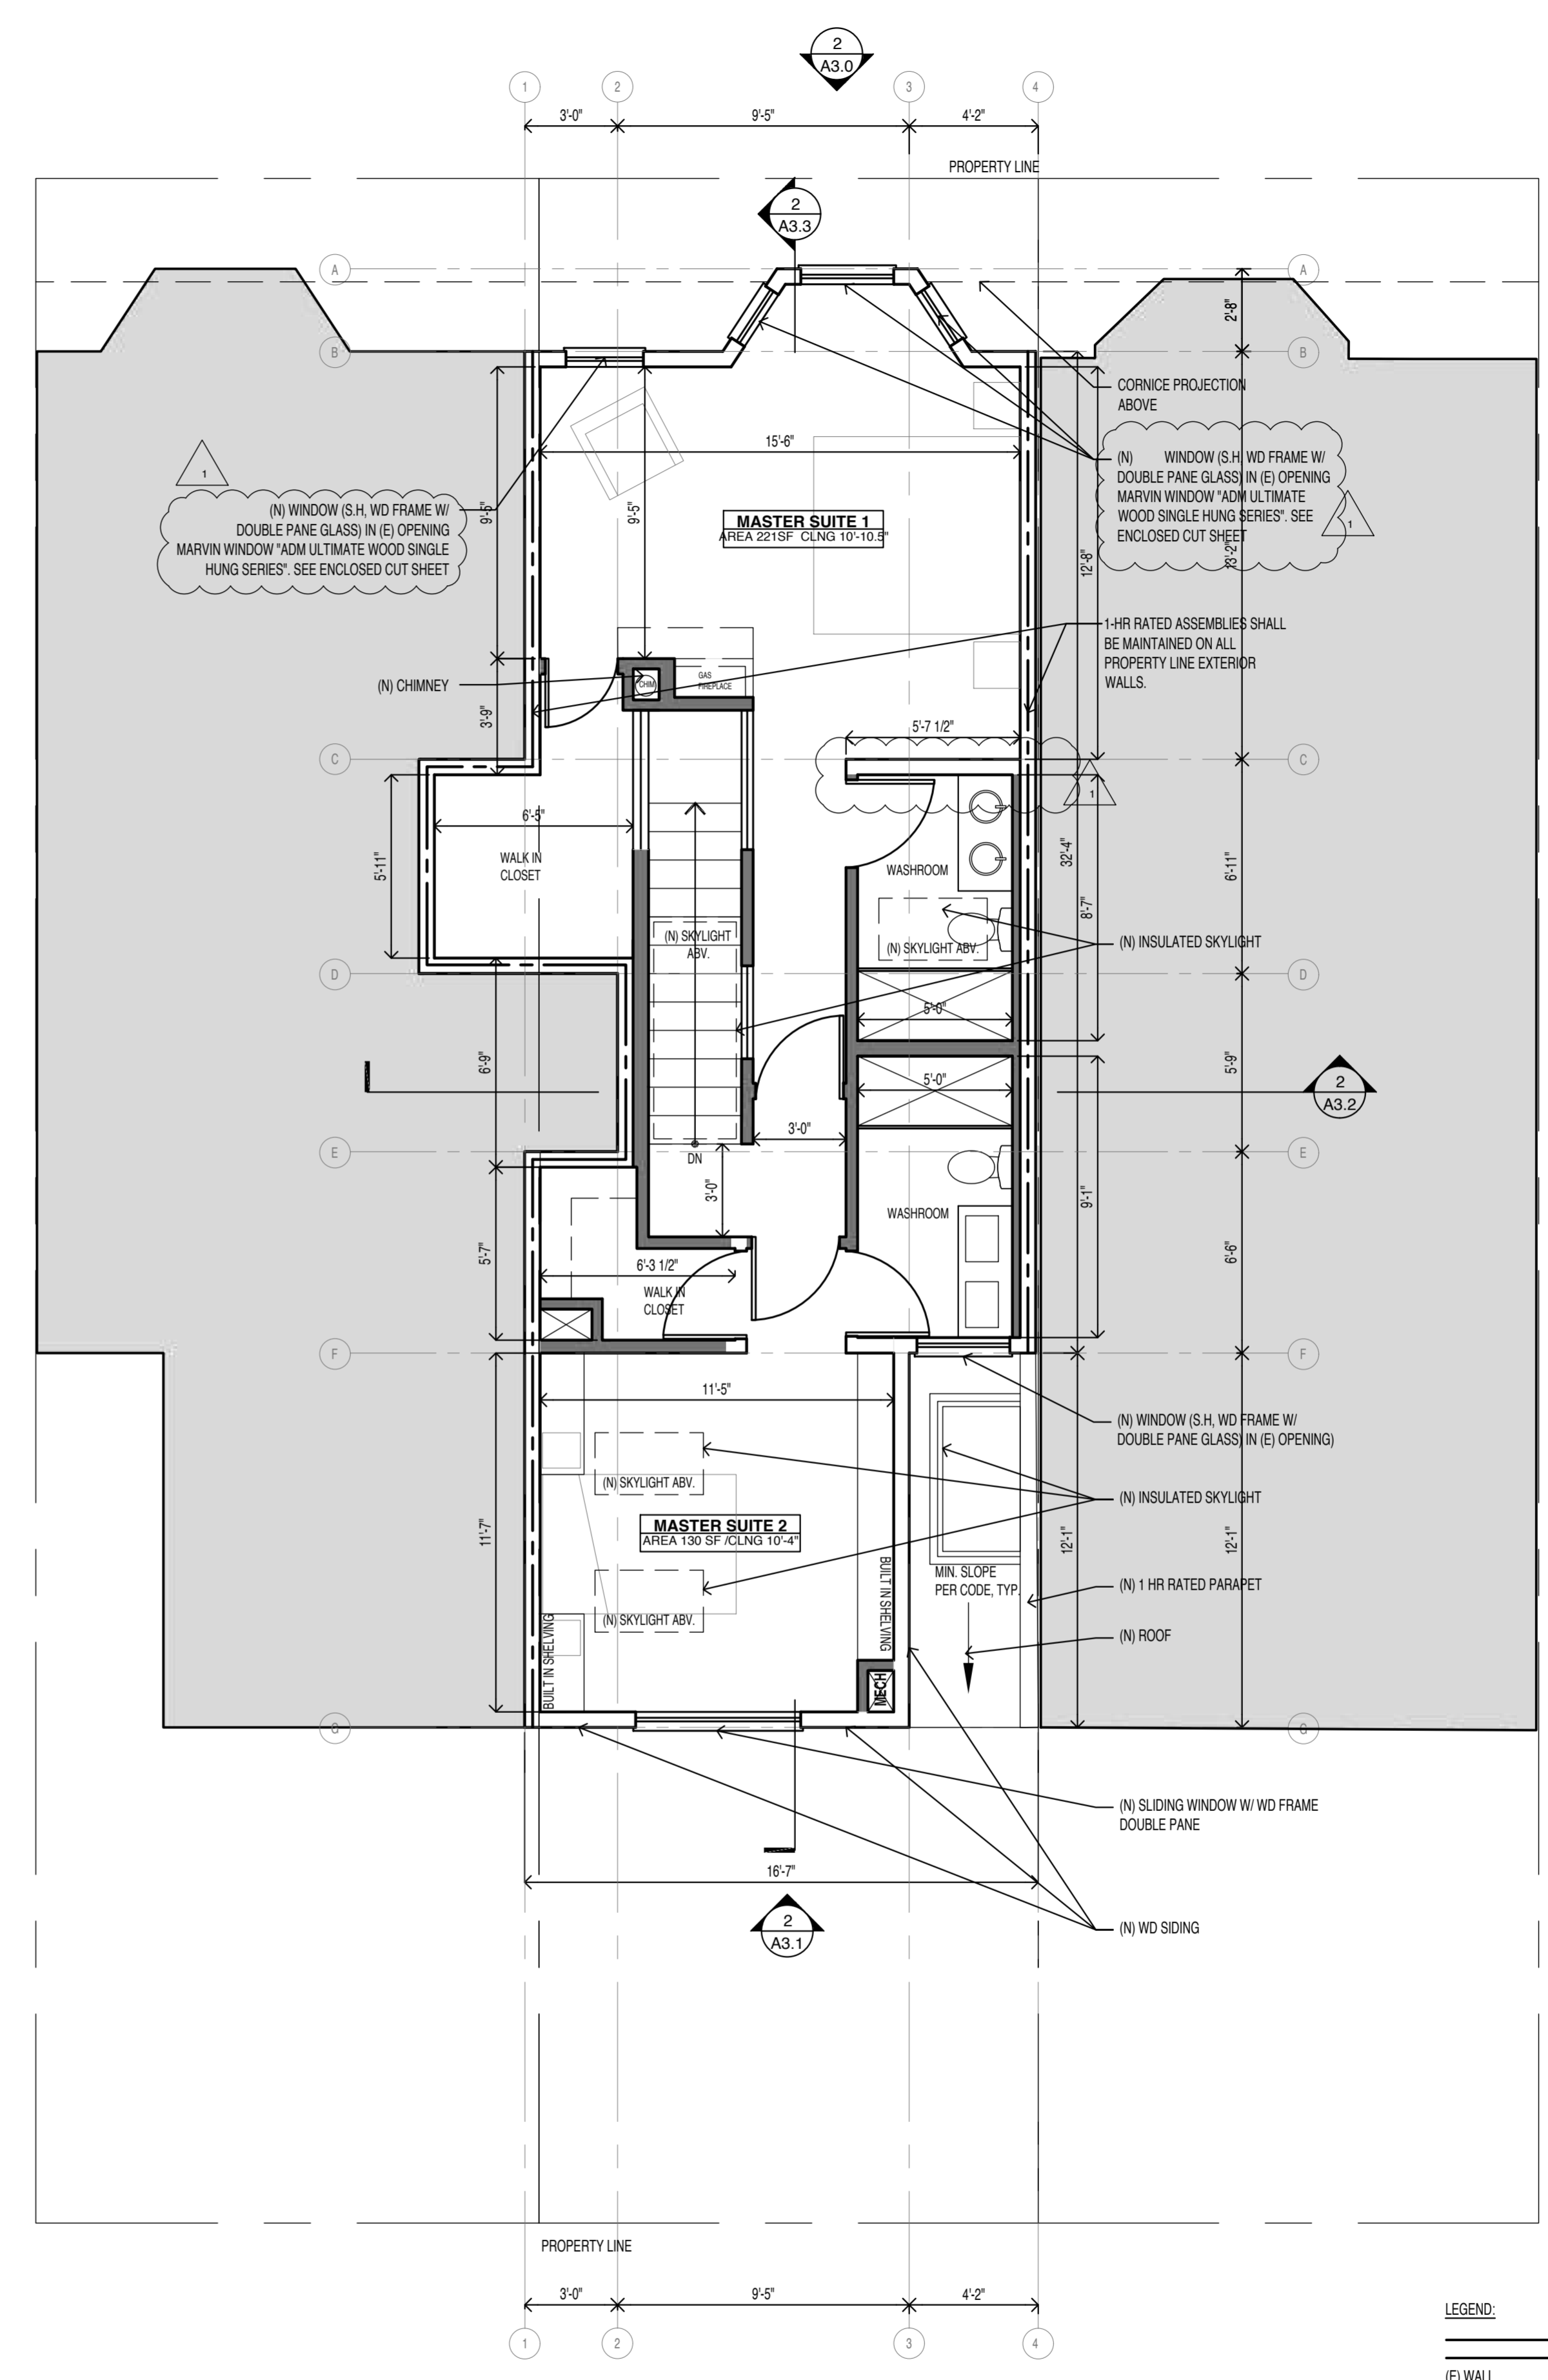 2
A3.0
1
2
3
4
3'-0"
9'-5"
4'-2"
PROPERTY LINE
2
A3.3
A
A
2'-8"
B
B
CORNICE PROJECTION
ABOVE
15'-6"
(N) WINDOW (S.H, WD FRAME W/
DOUBLE PANE GLASS) IN (E) OPENING
MARVIN WINDOW "ADM ULTIMATE
WOOD SINGLE HUNG SERIES". SEE
ENCLOSED CUT SHEET
1
1
(N) WINDOW (S.H, WD FRAME W/
DOUBLE PANE GLASS) IN (E) OPENING
MARVIN WINDOW "ADM ULTIMATE WOOD SINGLE
HUNG SERIES". SEE ENCLOSED CUT SHEET
9'-5"
9'-5"
MASTER SUITE 1
AREA 221SF CLNG 10'-10.5"
12'-8"
13'-2"
1-HR RATED ASSEMBLIES SHALL
BE MAINTAINED ON ALL
PROPERTY LINE EXTERIOR
WALLS.
(N) CHIMNEY
CHIM
GAS
FIREPLACE
3'-9"
5'-7 1/2"
C
C
1
6'-5"
WALK IN
CLOSET
5'-11"
WASHROOM
32'-4"
6'-11"
8'-7"
(N) SKYLIGHT
ABV.
(N) SKYLIGHT ABV.
(N) INSULATED SKYLIGHT
D
D
5'-0"
6'-9"
5'-9"
5'-0"
2
A3.2
3'-0"
E
E
DN
3'-0"
9'-1"
WASHROOM
5'-7"
6'-6"
6'-3 1/2"
WALK IN
CLOSET
F
F
11'-5"
(N) WINDOW (S.H, WD FRAME W/
DOUBLE PANE GLASS) IN (E) OPENING)
(N) SKYLIGHT ABV.
(N) INSULATED SKYLIGHT
MASTER SUITE 2
AREA 130 SF /CLNG 10'-4"
11'-7"
12'-1"
12'-1"
MIN. SLOPE
PER CODE, TYP.
(N) 1 HR RATED PARAPET
(N) SKYLIGHT ABV.
BUILT IN SHELVING
BUILT IN SHELVING
(N) ROOF
MECH
G
G
(N) SLIDING WINDOW W/ WD FRAME
DOUBLE PANE
16'-7"
2
A3.1
(N) WD SIDING
PROPERTY LINE
3'-0"
9'-5"
4'-2"
1
2
3
4
LEGEND:
(E) WALL